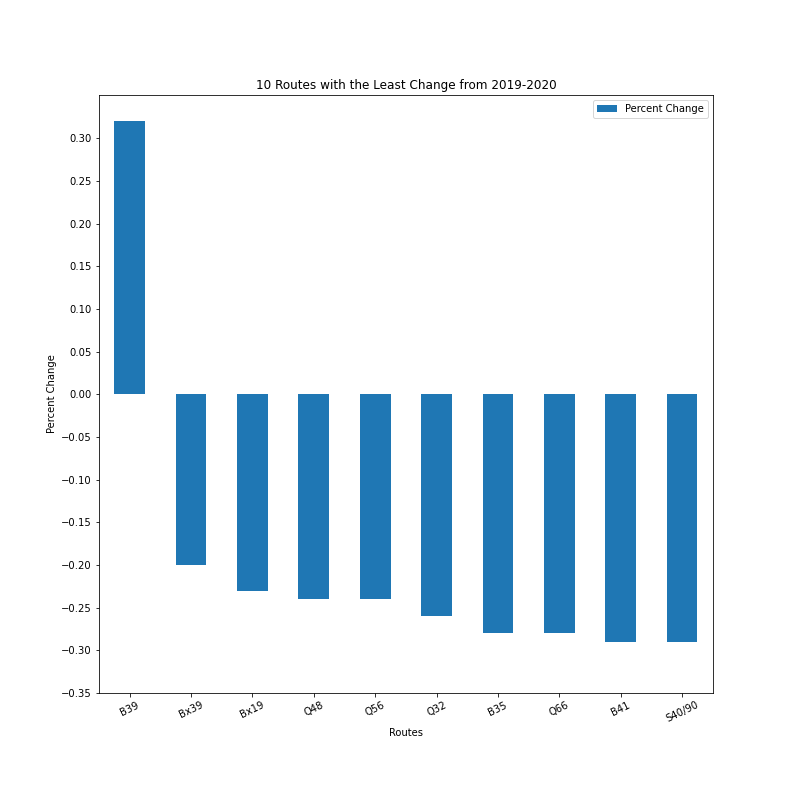 10 Routes with the Least Change from 2019-2020
Percent Change
0.30
0.25
0.20
0.15
0.10
0.05
0.00
−0.05
−0.10
−0.15
−0.20
−0.25
−0.30
−0.35
Percent Change
B39
Bx39
Bx19
Q48
Q56
Q32
B35
Q66
B41
S40/90
Routes